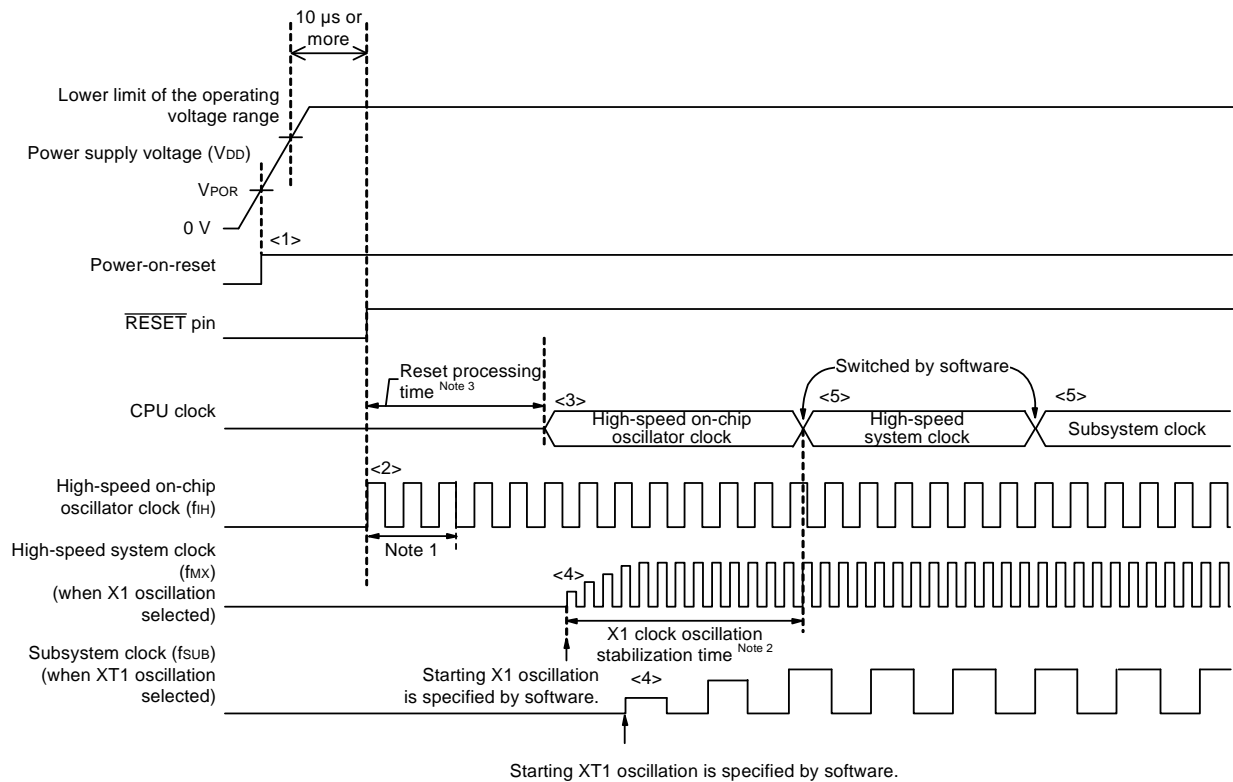 10 µs or
more
Lower limit of the operating
voltage range
Power supply voltage (VDD)
VPOR
0 V
<1>
Power-on-reset
RESET pin
Reset processing
time Note 3
Switched by software
CPU clock
<3>
High-speed on-chip
oscillator clock
<5>
High-speed
system clock
<5>
Subsystem clock
<2>
High-speed on-chip
oscillator clock (fIH)
Note 1
High-speed system clock
(fMX)
(when X1 oscillation
selected)
<4>
X1 clock oscillation
stabilization time Note 2
Subsystem clock (fSUB)
(when XT1 oscillation
selected)
Starting X1 oscillation
is specified by software.
<4>
Starting XT1 oscillation is specified by software.